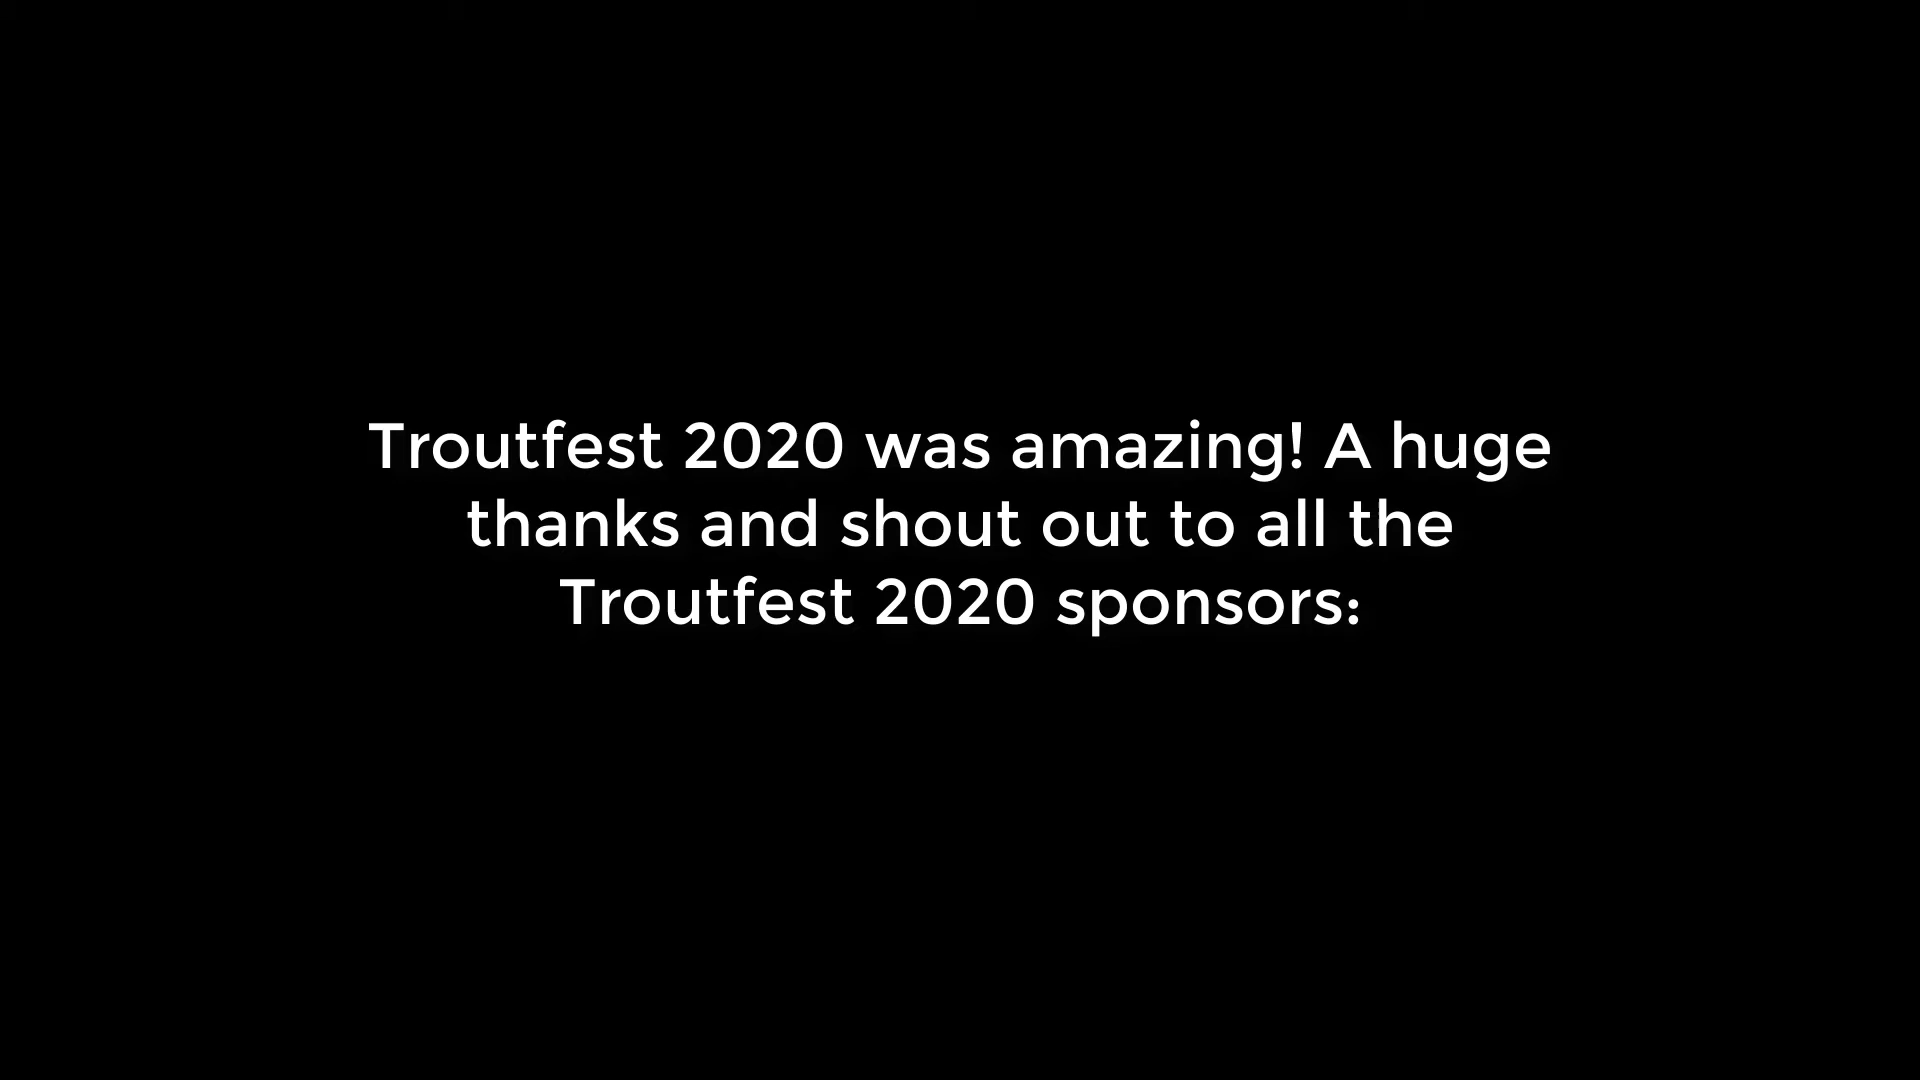 Troutfest 2020 was amazing! A huge
thanks and shout out to all the
Troutfest 2020 sponsors: